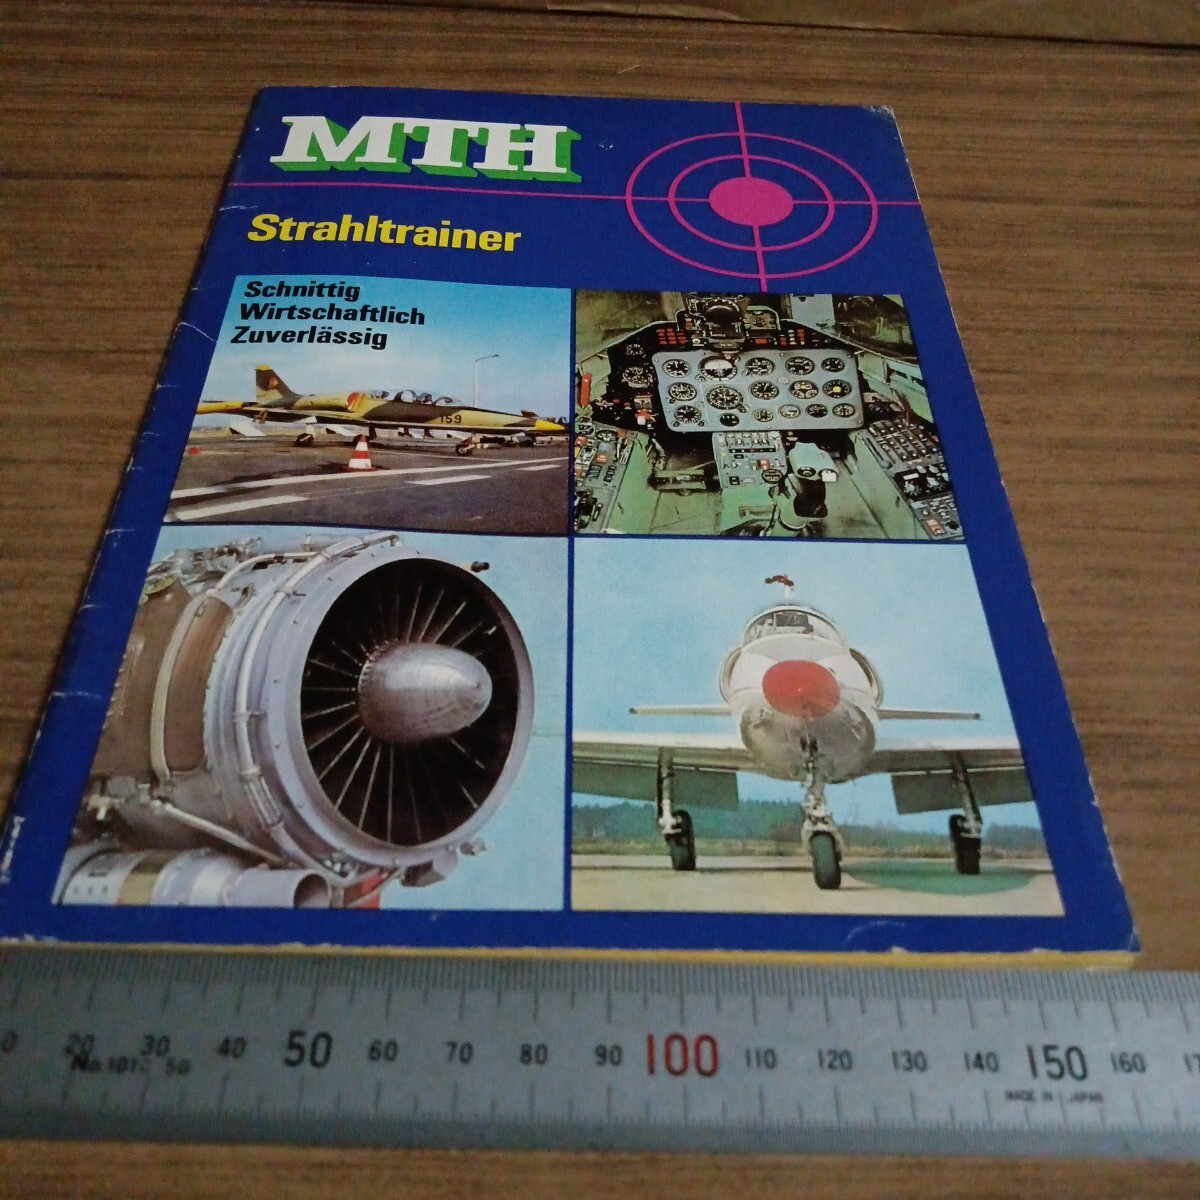 MTH
Strahltrainer
Schnittig
Wirtschaftlich
Zuverlässig
159
20 30 40 50 60 70 80 90 100 110 120 130 140 150 160
No.101 50
MADE IN JAPAN